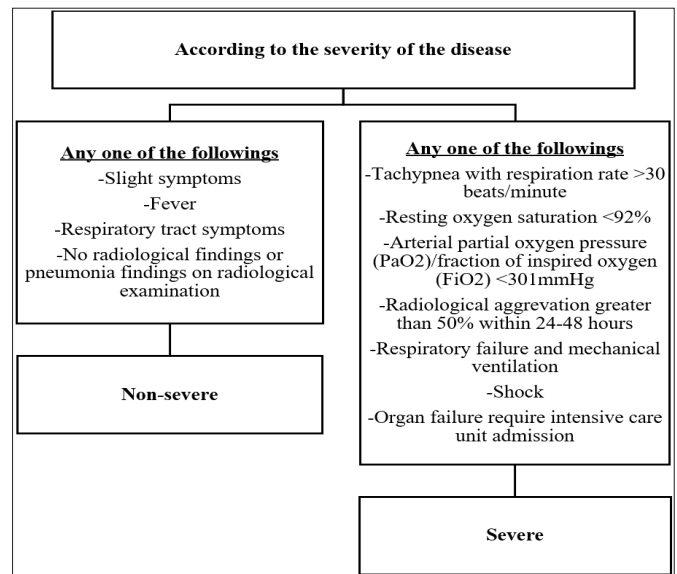 According to the severity of the disease
Any one of the followings
-Slight symptoms
-Fever
-Respiratory tract symptoms
-No radiological findings or
pneumonia findings on radiological
examination
Non-severe
Any one of the followings
-Tachypnea with respiration rate >30
beats/minute
-Resting oxygen saturation <92%
-Arterial partial oxygen pressure
(PaO2)/fraction of inspired oxygen
(FiO2) <301mmHg
-Radiological aggrevation greater
than 50% within 24-48 hours
-Respiratory failure and mechanical
ventilation
-Shock
-Organ failure require intensive care
unit admission
Severe